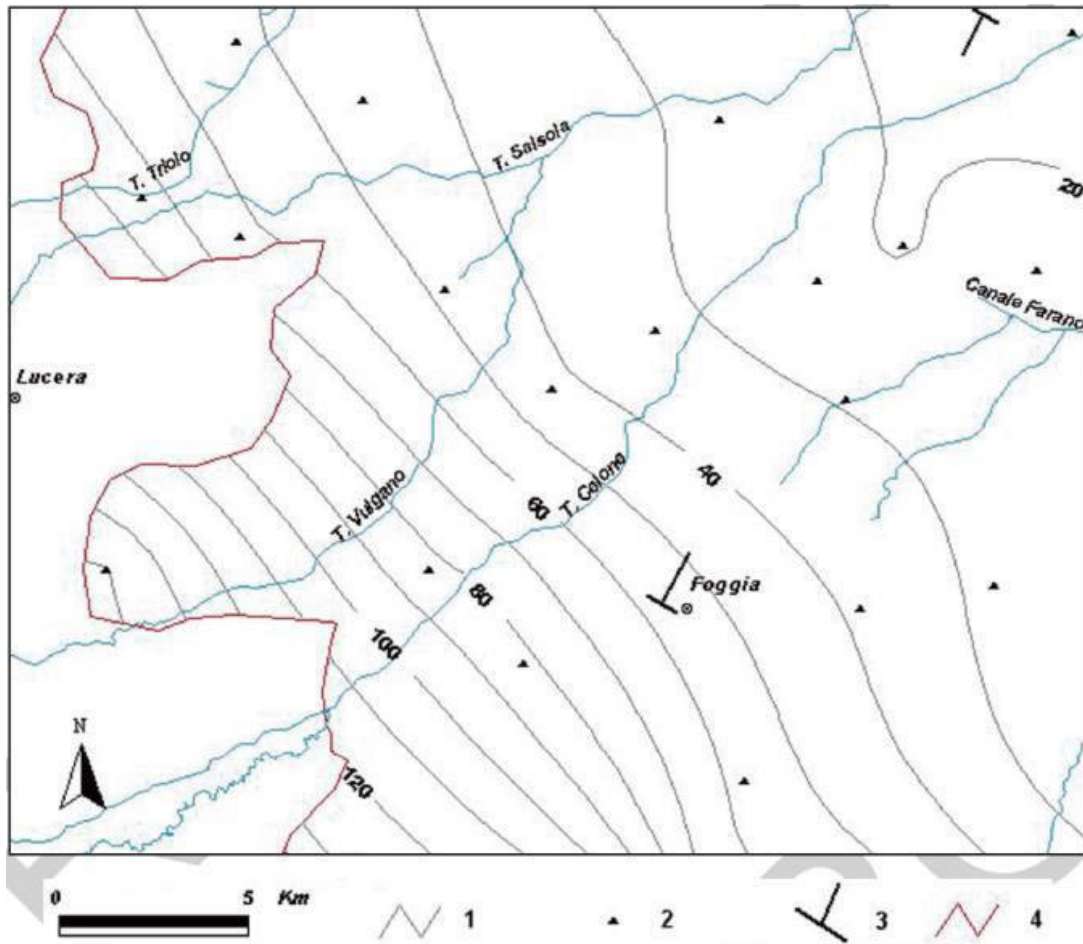 T. Triolo
T. Salsola
20
Canale Farano
Lucera
T. Vulgano
60
T. Celone
40
80
Foggia
100
N
120
0 5 Km
1 2 3 4